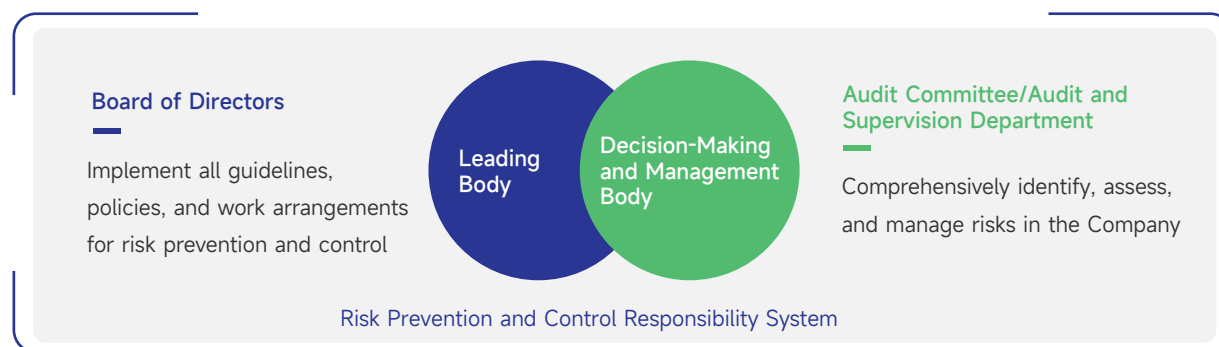 Board of Directors
Implement all guidelines,
policies, and work arrangements
for risk prevention and control
Leading
Body
Decision-Making
and Management
Body
Audit Committee/Audit and
Supervision Department
Comprehensively identify, assess,
and manage risks in the Company
Risk Prevention and Control Responsibility System